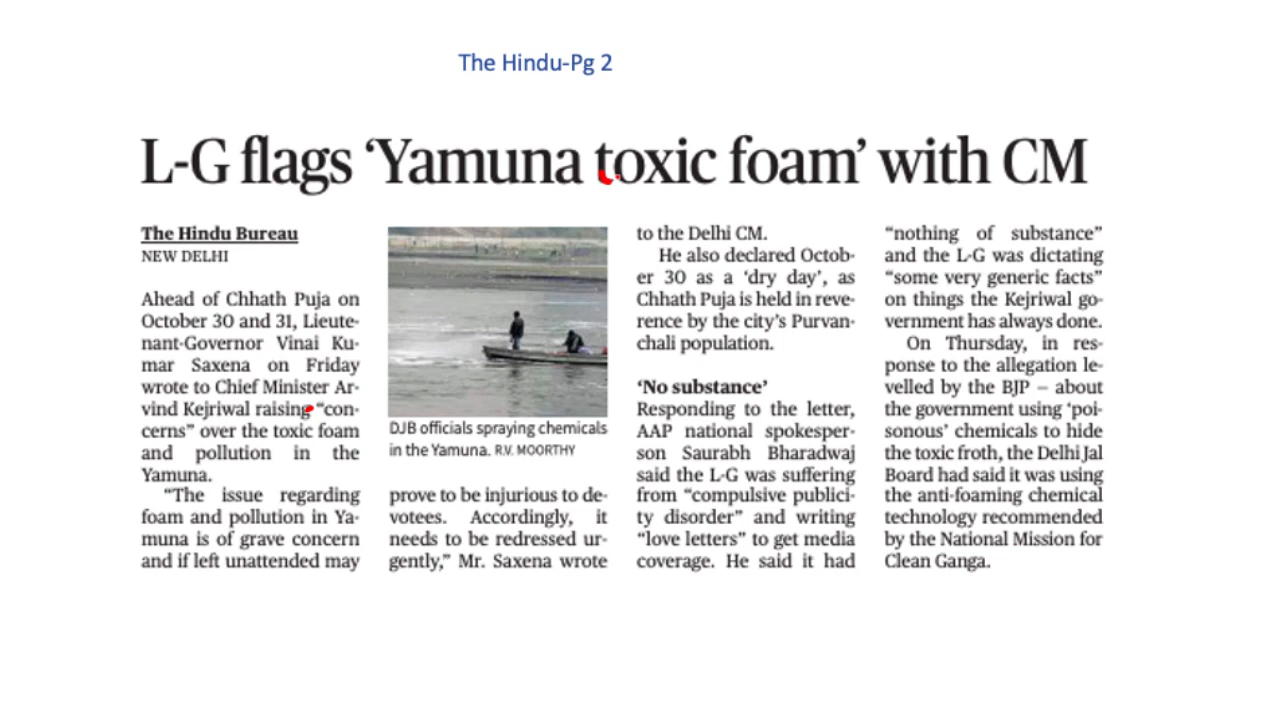 The Hindu-Pg 2
L-G flags ‘Yamuna toxic foam’ with CM
The Hindu Bureau
NEW DELHI
Ahead of Chhath Puja on
October 30 and 31, Lieute-
nant-Governor Vinai Ku-
mar Saxena on Friday
wrote to Chief Minister Ar-
vind Kejriwal raising “con-
cerns” over the toxic foam
and pollution in the
Yamuna.
“The issue regarding
foam and pollution in Ya-
muna is of grave concern
and if left unattended may
DJB officials spraying chemicals
in the Yamuna. R.V. MOORTHY
prove to be injurious to de-
votees. Accordingly, it
needs to be redressed ur-
gently,” Mr. Saxena wrote
to the Delhi CM.
He also declared Octob-
er 30 as a ‘dry day’, as
Chhath Puja is held in reve-
rence by the city’s Purvan-
chali population.
‘No substance’
Responding to the letter,
AAP national spokesper-
son Saurabh Bharadwaj
said the L-G was suffering
from “compulsive publici-
ty disorder” and writing
“love letters” to get media
coverage. He said it had
“nothing of substance”
and the L-G was dictating
“some very generic facts”
on things the Kejriwal go-
vernment has always done.
On Thursday, in res-
ponse to the allegation le-
velled by the BJP – about
the government using ‘poi-
sonous’ chemicals to hide
the toxic froth, the Delhi Jal
Board had said it was using
the anti-foaming chemical
technology recommended
by the National Mission for
Clean Ganga.